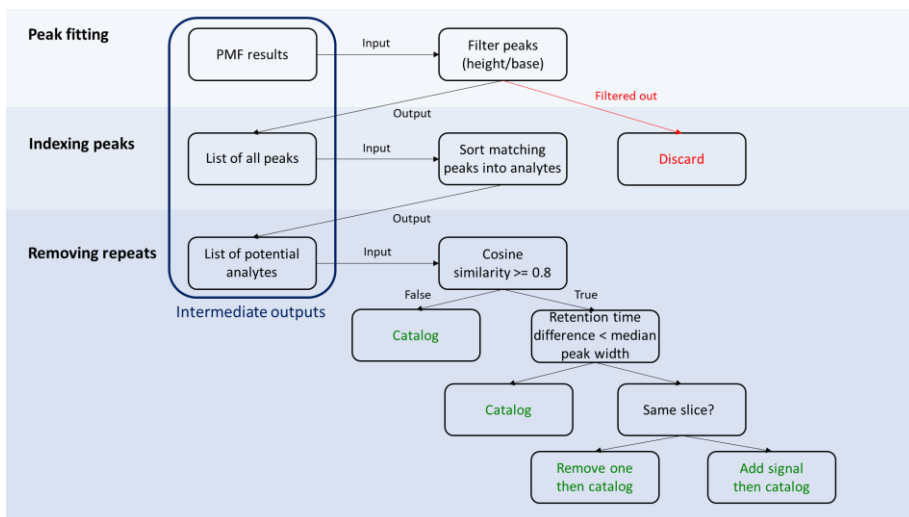 Peak fitting
PMF results
Input
Filter peaks
(height/base)
Filtered out
Output
Indexing peaks
List of all peaks
Input
Sort matching
peaks into analytes
Discard
Output
Removing repeats
List of potential
analytes
Input
Cosine
similarity >= 0.8
Intermediate outputs
False
True
Catalog
Retention time
difference < median
peak width
Catalog
Same slice?
Remove one
then catalog
Add signal
then catalog